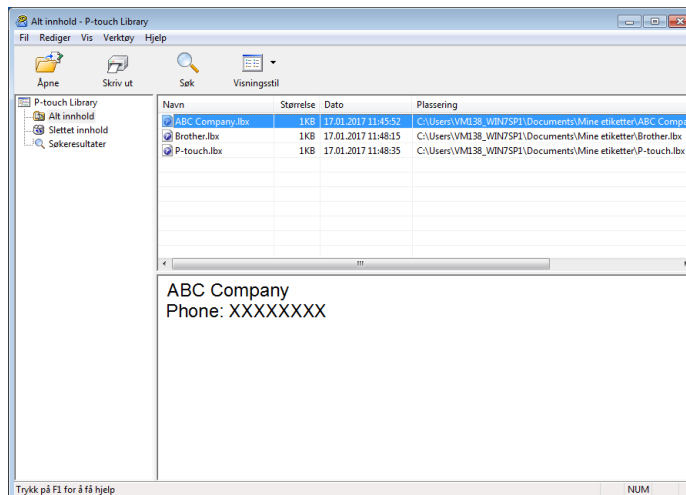 Alt innhold - P-touch Library
Fil Rediger Vis Verktøy Hjelp
Åpne Skriv ut Søk Visningsstil
P-touch Library
Alt innhold
Slettet innhold
Søkeresultater
Navn Størrelse Dato Plassering
ABC Company.lbx 1KB 17.01.2017 11:45:52 C:\Users\VM138_WIN7SP1\Documents\Mine etiketter\ABC Compa
Brother.lbx 1KB 17.01.2017 11:48:15 C:\Users\VM138_WIN7SP1\Documents\Mine etiketter\Brother.lbx
P-touch.lbx 1KB 17.01.2017 11:48:35 C:\Users\VM138_WIN7SP1\Documents\Mine etiketter\P-touch.lbx
ABC Company
Phone: XXXXXXXX
Trykk på F1 for å få hjelp NUM